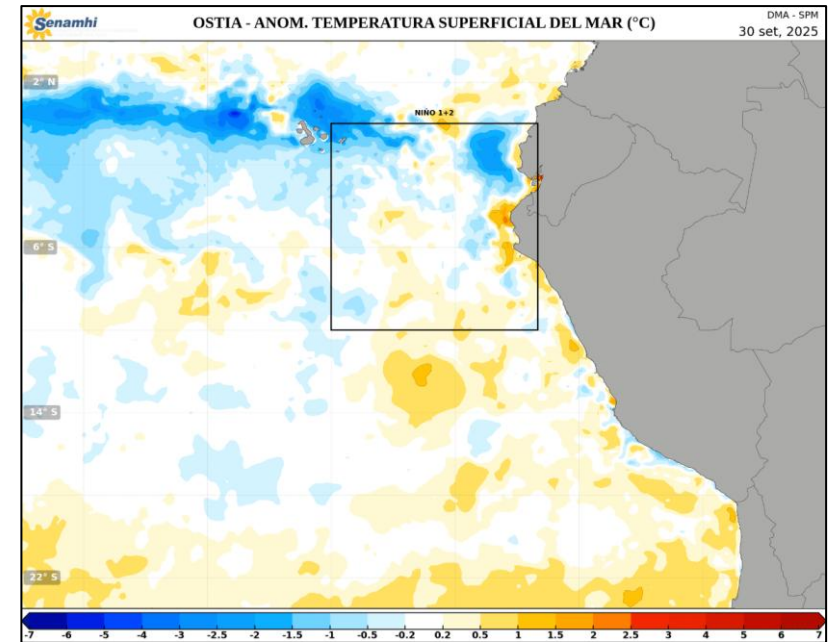 Senamhi
OSTIA - ANOM. TEMPERATURA SUPERFICIAL DEL MAR (°C)
DMA - SPM
30 set, 2025
2° N
NIÑO 1+2
6° S
14° S
22° S
-7 -6 -5 -4 -3 -2.5 -2 -1.5 -1 -0.5 -0.2 0.2 0.5 1 1.5 2 2.5 3 4 5 6 7